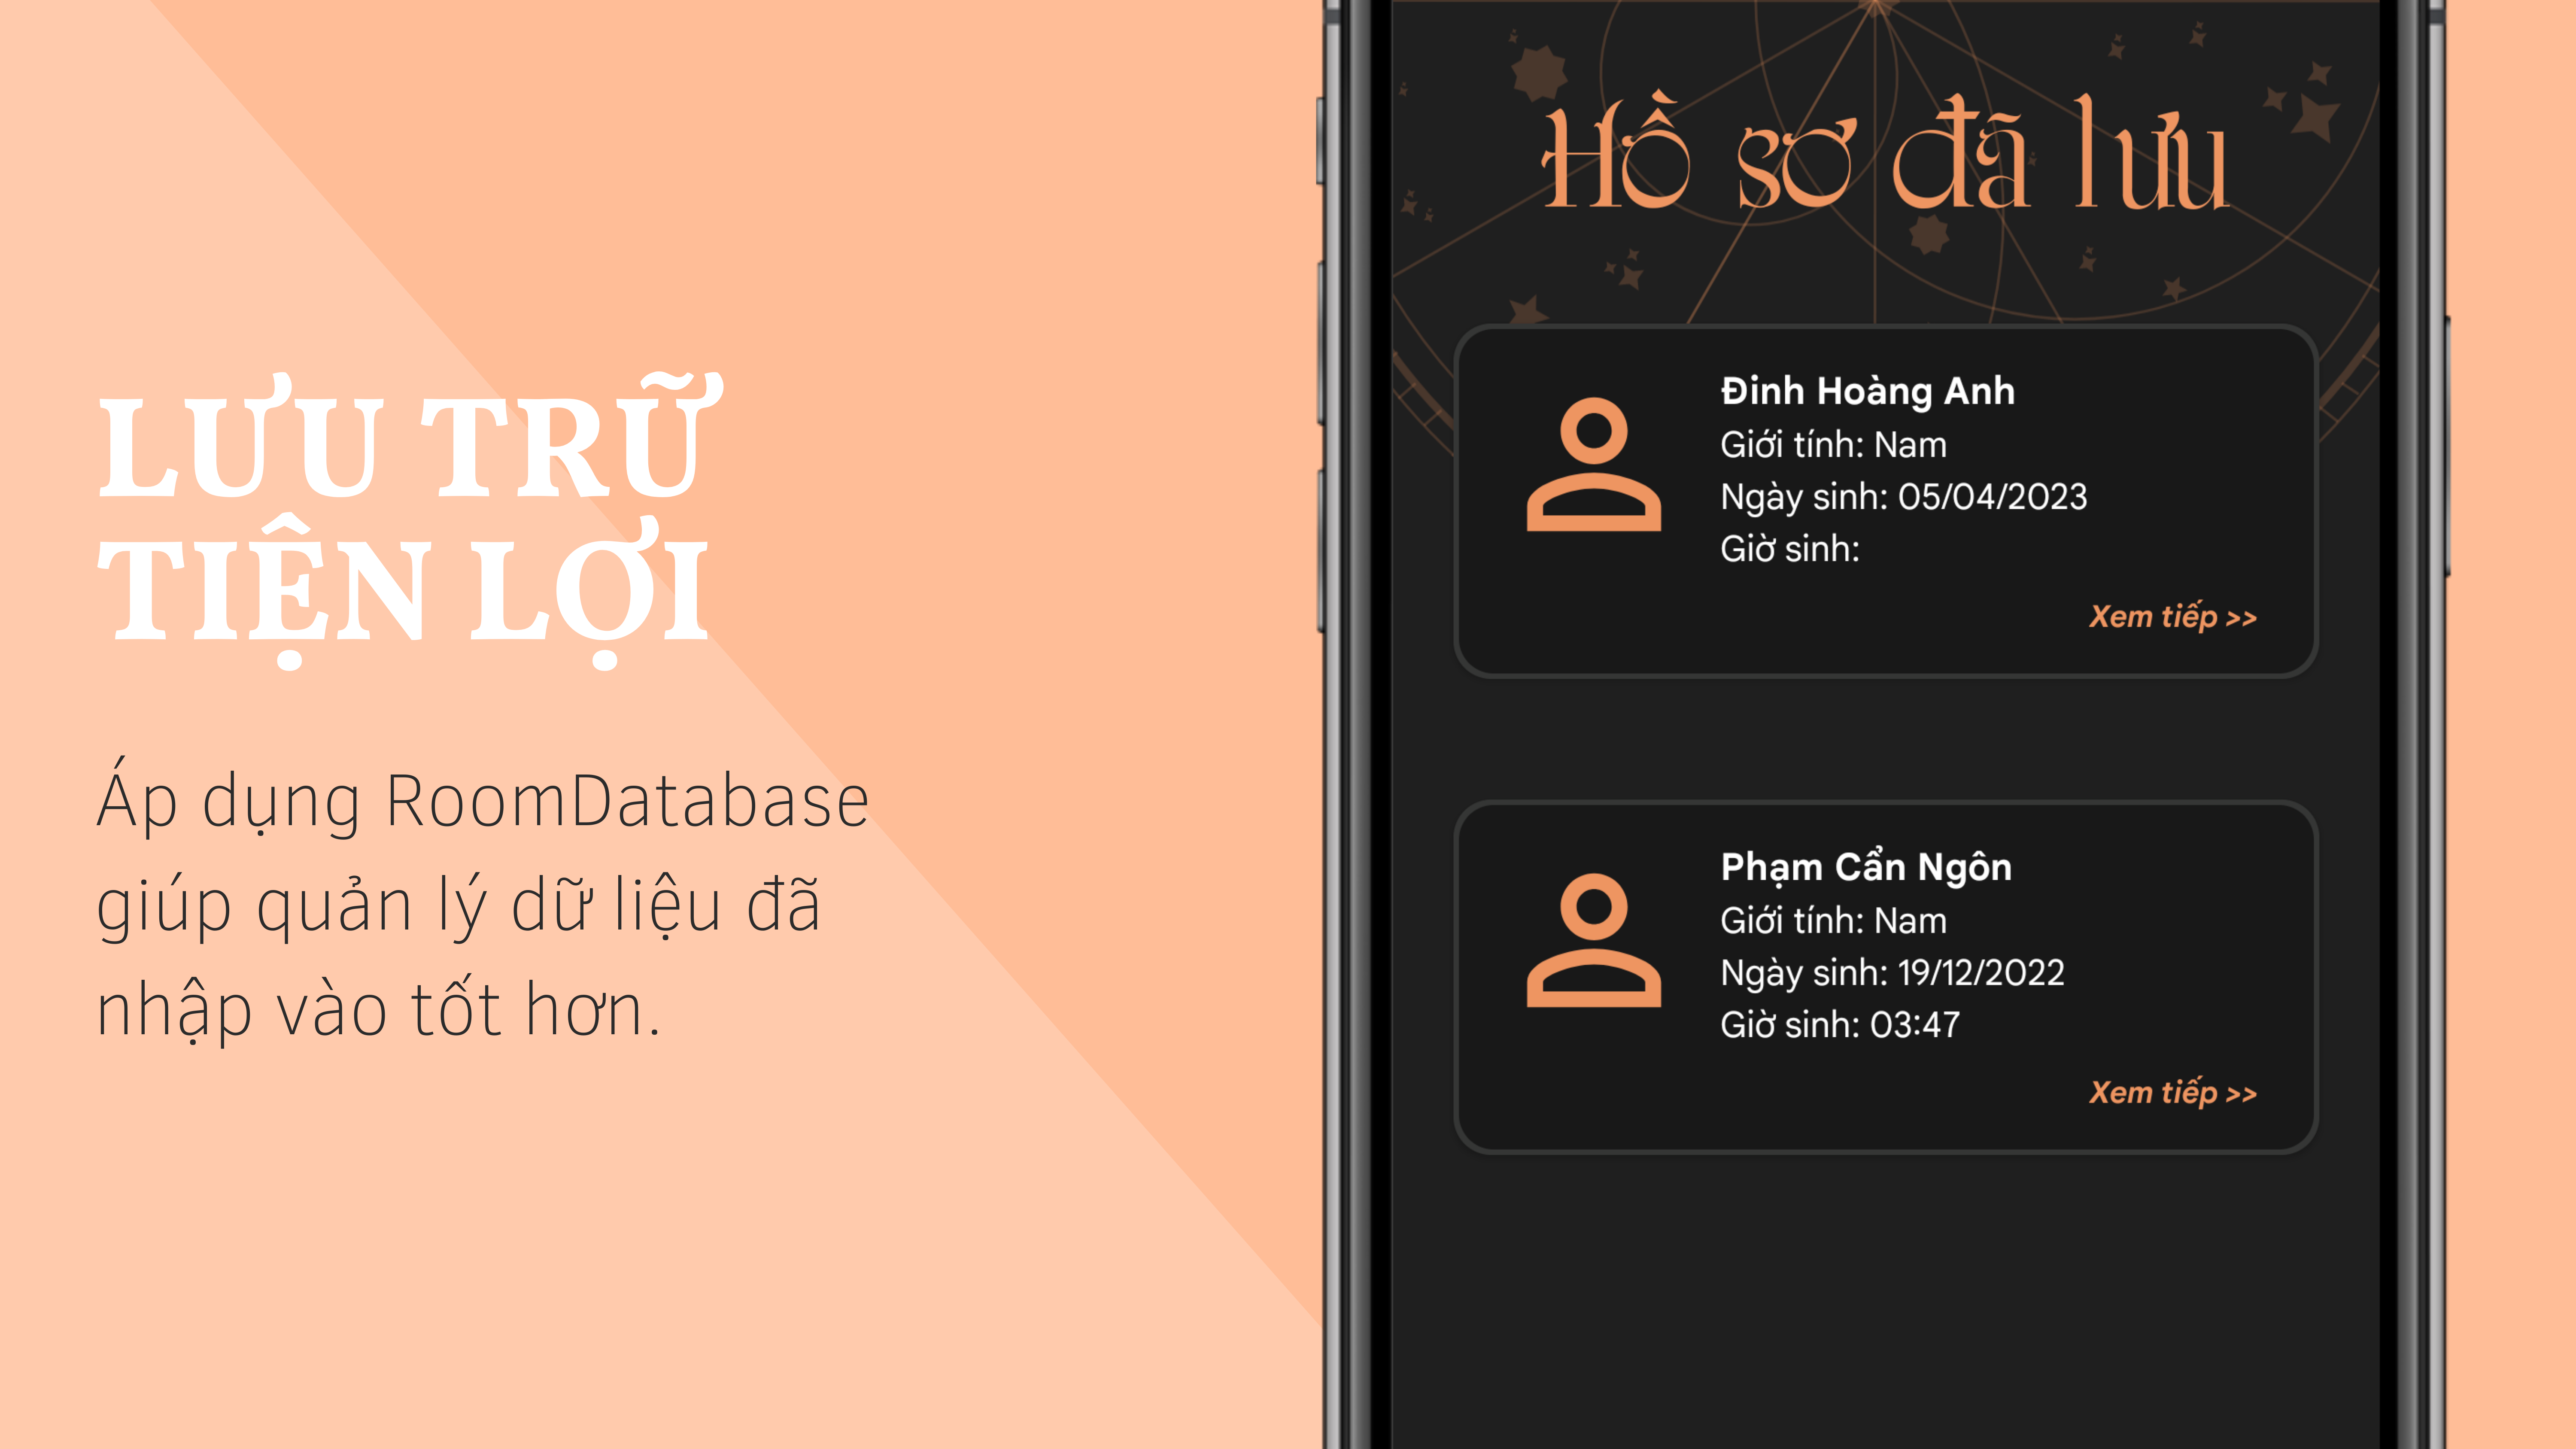 LƯU TRỮ
TIỆN LỢI
Áp dụng RoomDatabase
giúp quản lý dữ liệu đã
nhập vào tốt hơn.
Hồ sơ đã lưu
Đinh Hoàng Anh
Giới tính: Nam
Ngày sinh: 05/04/2023
Giờ sinh:
Xem tiếp >>
Phạm Cẩn Ngôn
Giới tính: Nam
Ngày sinh: 19/12/2022
Giờ sinh: 03:47
Xem tiếp >>